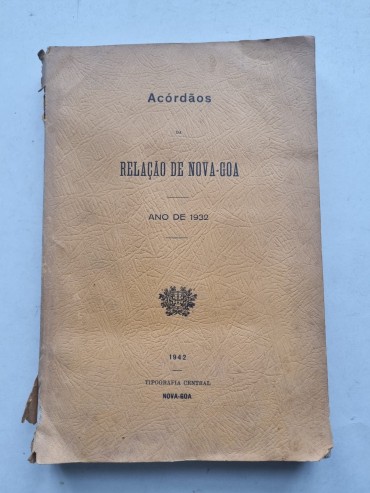 Acórdãos
DA
RELAÇÃO DE NOVA-GOA
ANO DE 1932
1942
TIPOGRAFIA CENTRAL
NOVA-GOA